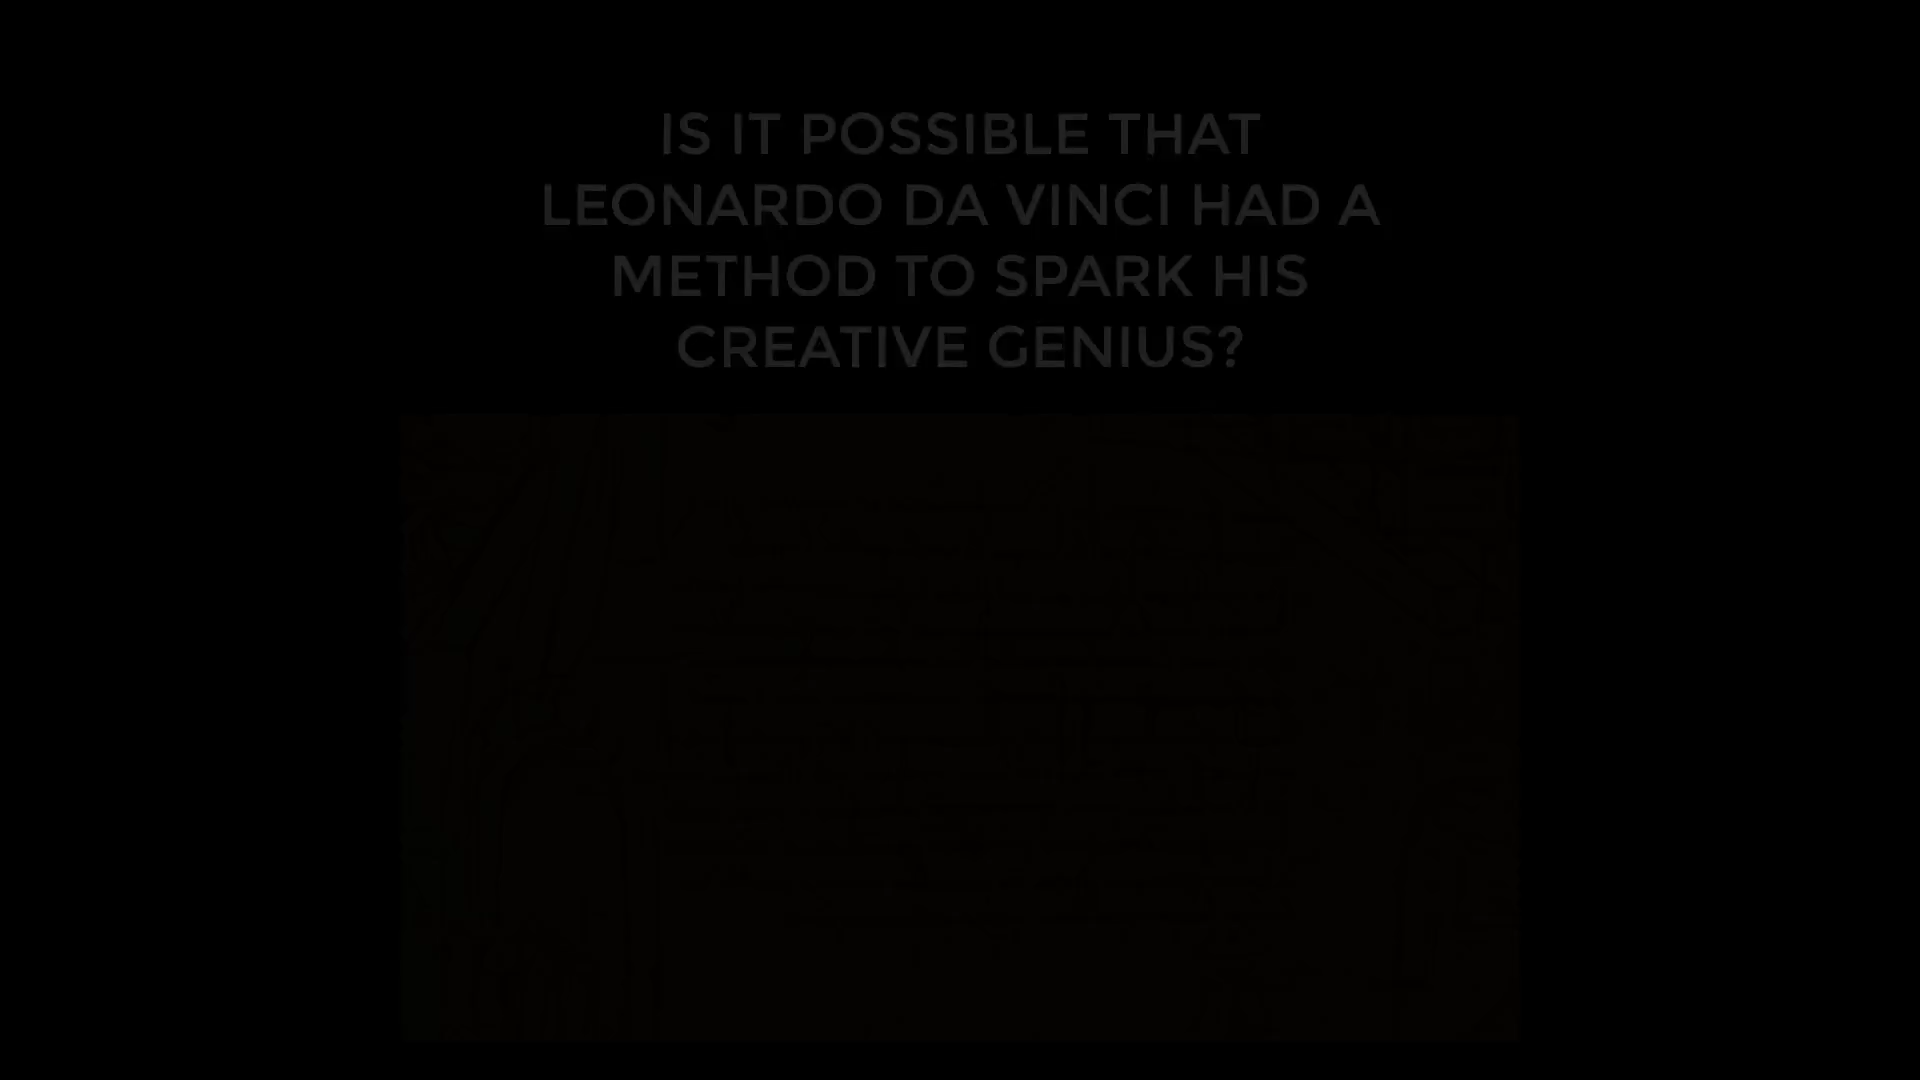 IS IT POSSIBLE THAT
LEONARDO DA VINCI HAD A
METHOD TO SPARK HIS
CREATIVE GENIUS?